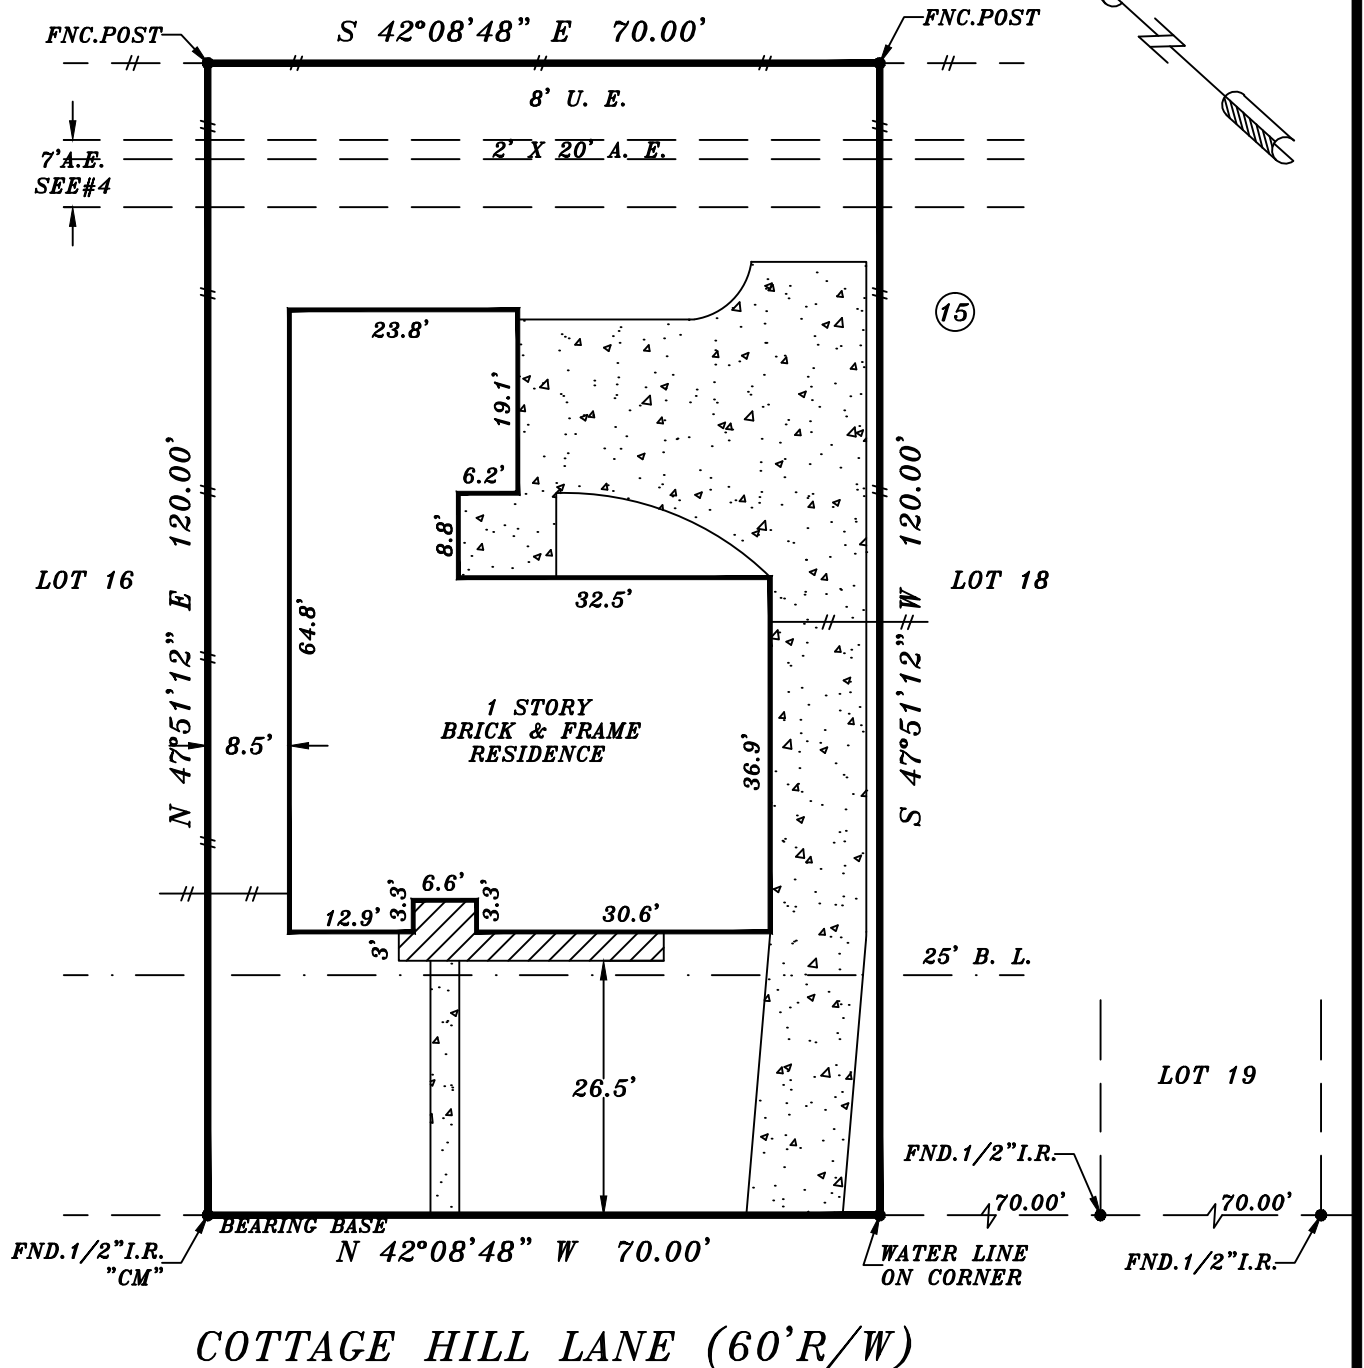 FNC.POST
S 42°08'48" E 70.00'
FNC.POST
8' U. E.
2' X 20' A. E.
7'A.E.
SEE#4
15
23.8'
19.1'
6.2'
8.8'
32.5'
N 47°51'12" E 120.00'
S 47°51'12" W 120.00'
LOT 16
LOT 18
64.8'
1 STORY
BRICK & FRAME
RESIDENCE
8.5'
36.9'
6.6'
3.3'
3.3'
12.9'
30.6'
3'
25' B. L.
26.5'
LOT 19
FND.1/2"I.R.
70.00'
70.00'
BEARING BASE
FND.1/2"I.R.
"CM"
N 42°08'48" W 70.00'
WATER LINE
ON CORNER
FND.1/2"I.R.
COTTAGE HILL LANE (60'R/W)